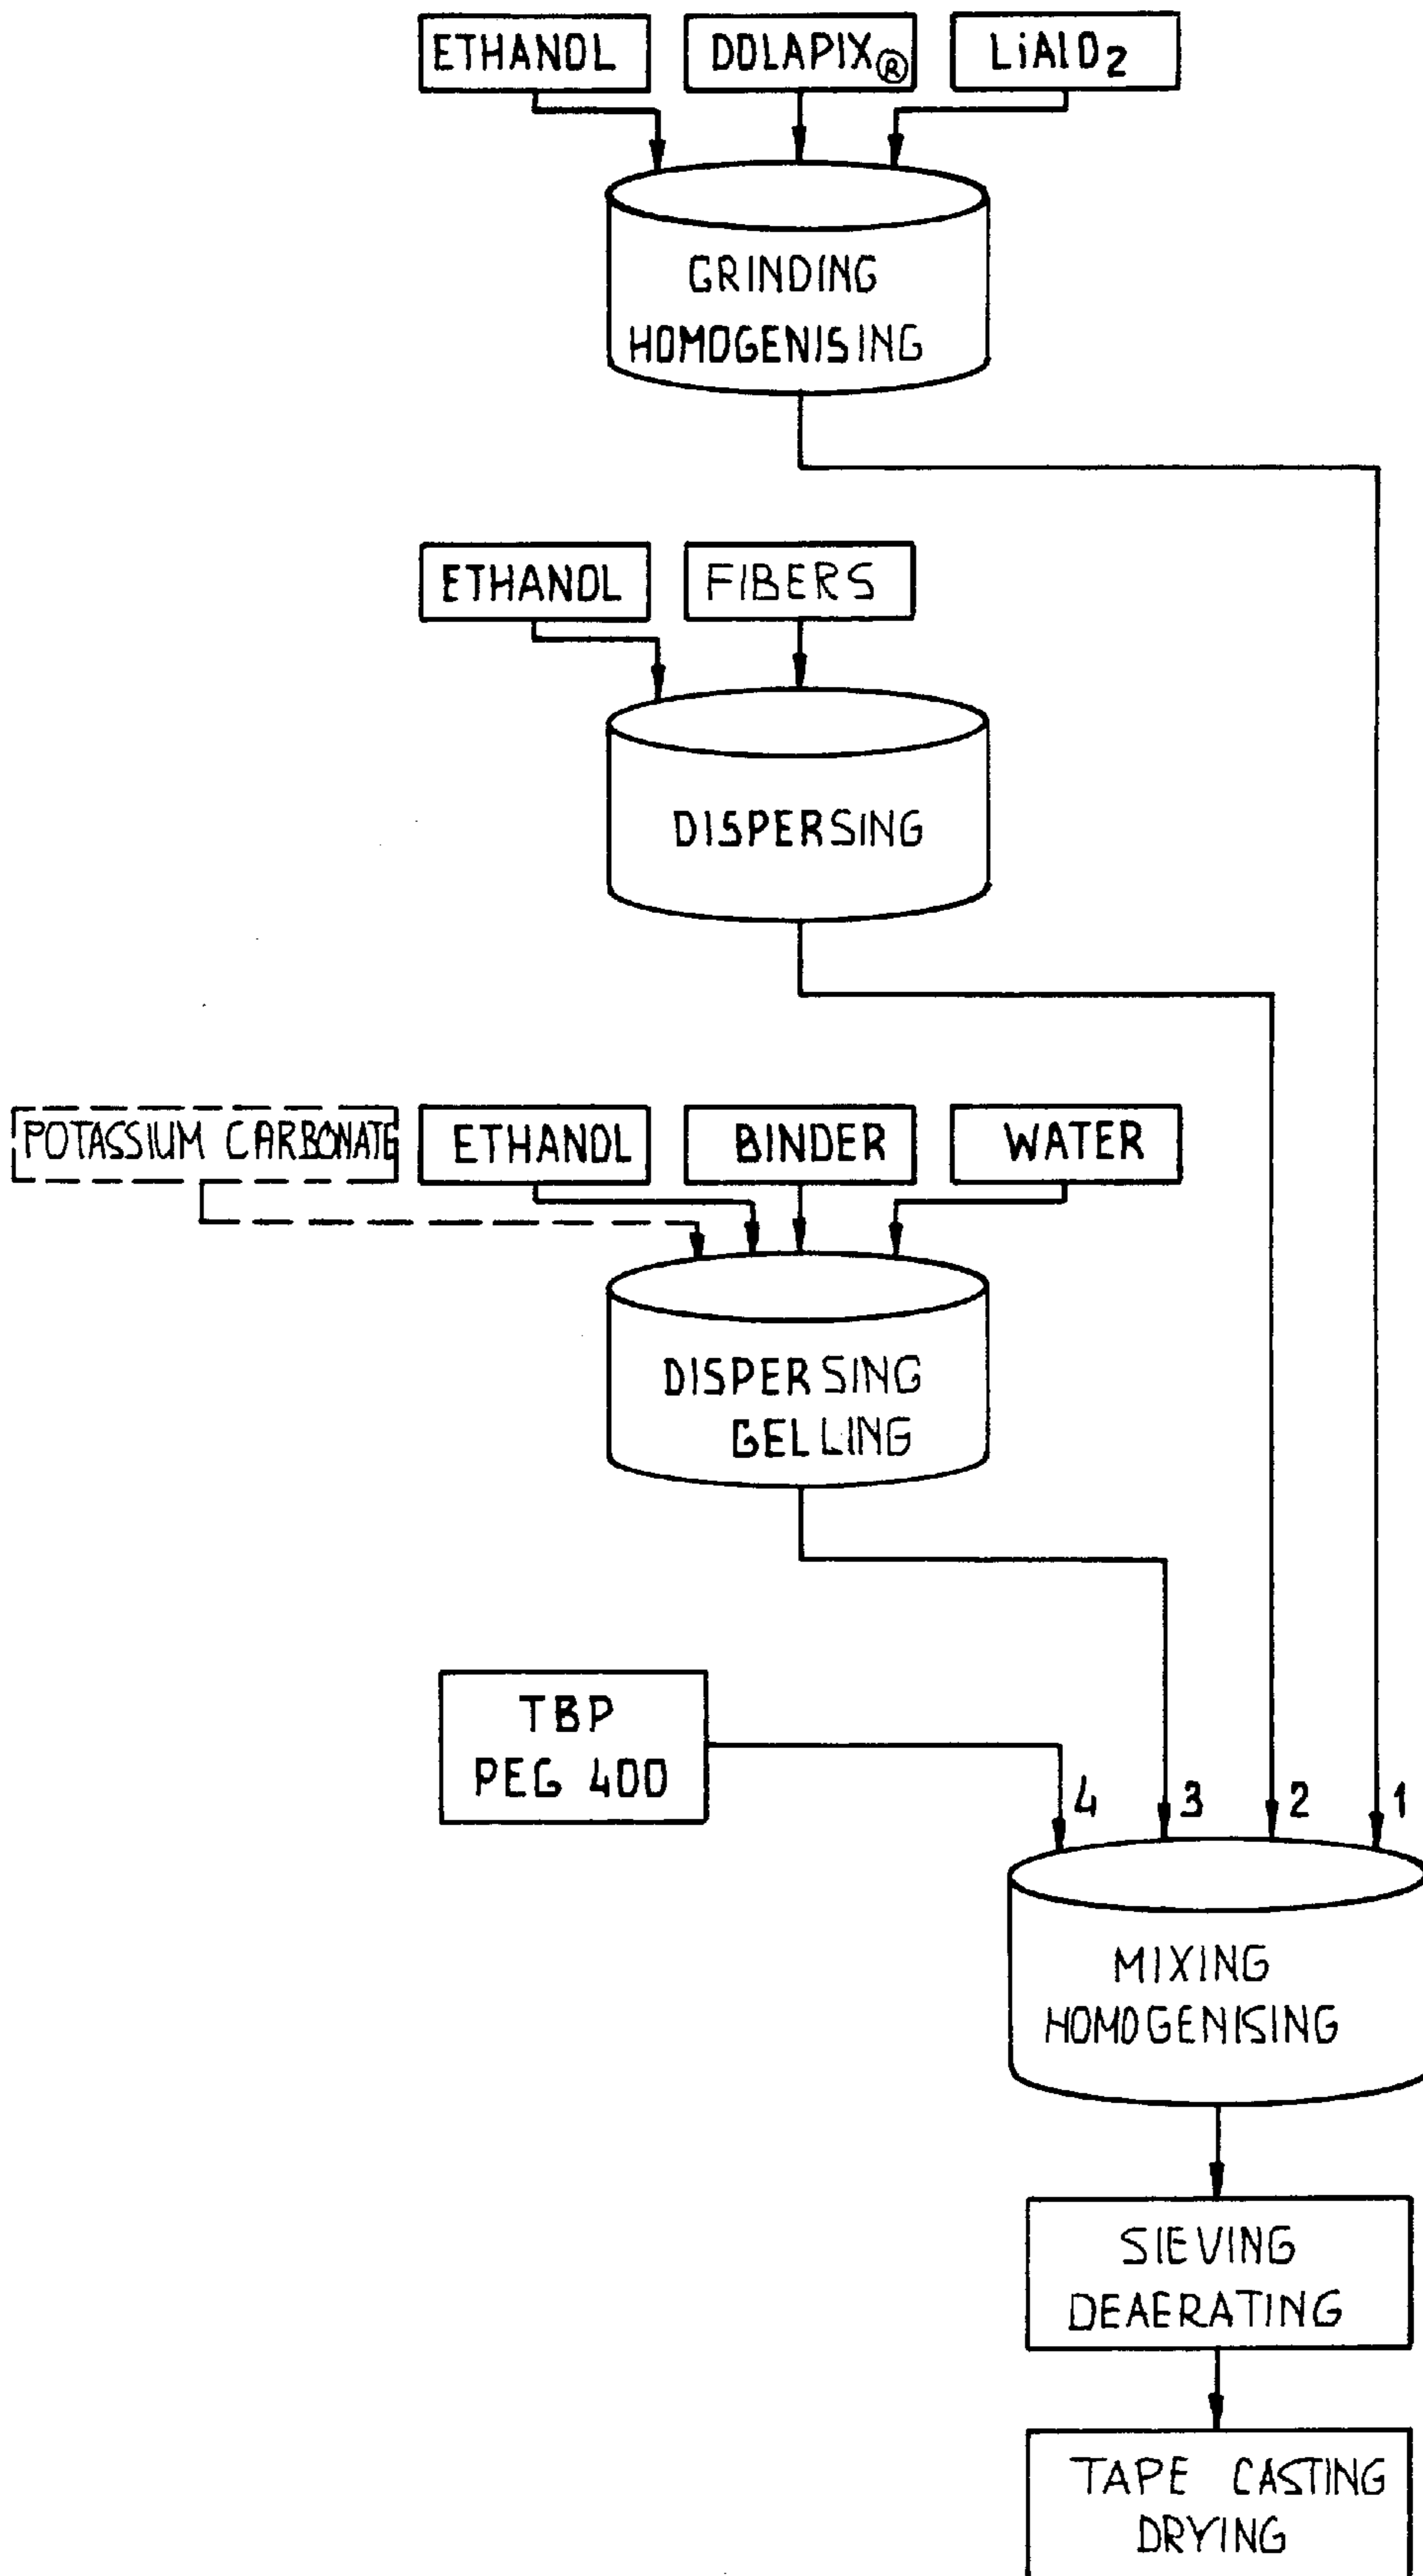 ETHANOL
DOLAPIX®
LiAlO2
GRINDING
HOMOGENISING
ETHANOL
FIBERS
DISPERSING
POTASSIUM CARBONATE
ETHANOL
BINDER
WATER
DISPERSING
GELLING
TBP
PEG 400
4
3
2
1
MIXING
HOMOGENISING
SIEVING
DEAERATING
TAPE CASTING
DRYING